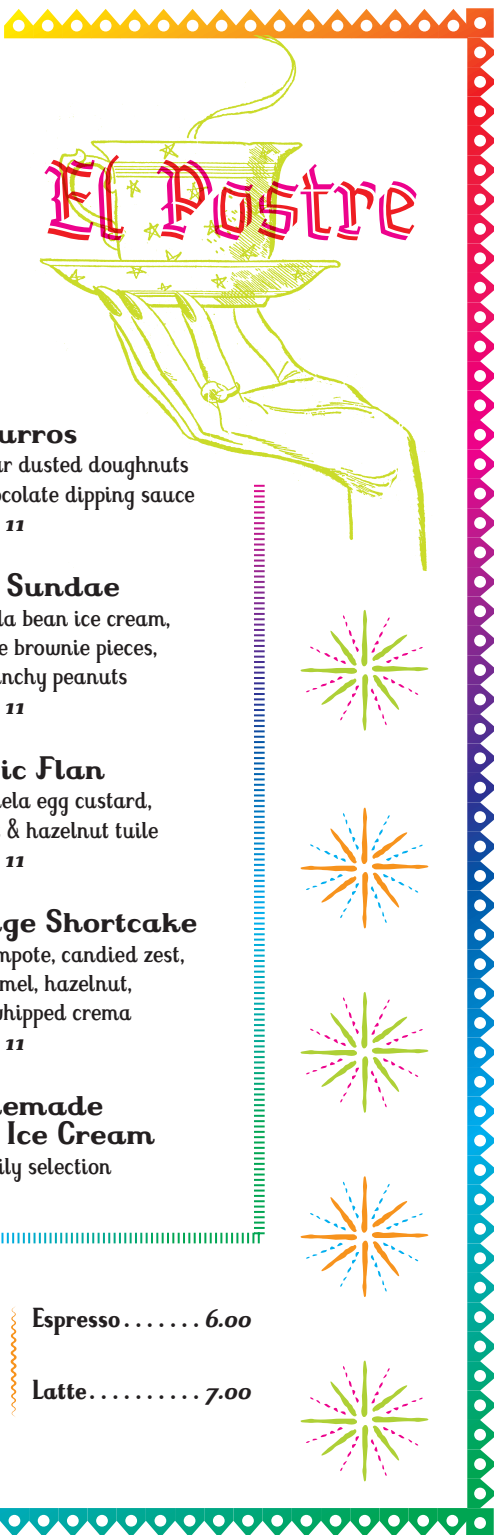 El Postre
urros
r dusted doughnuts
ocolate dipping sauce
11
Sundae
la bean ice cream,
e brownie pieces,
nchy peanuts
11
ic Flan
ela egg custard,
& hazelnut tuile
11
ge Shortcake
mpote, candied zest,
mel, hazelnut,
whipped crema
11
emade
Ice Cream
ily selection
Espresso.......6.00
Latte..........7.00